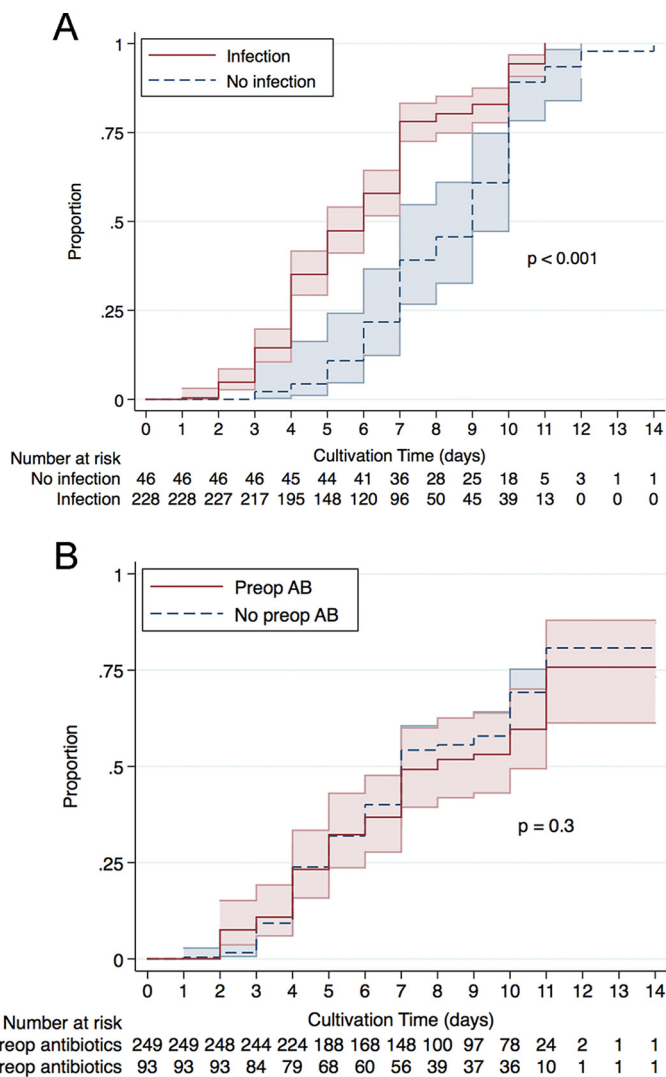 A
Infection
No infection
1
.75
.5
.25
0
Proportion
p < 0.001
0 1 2 3 4 5 6 7 8 9 10 11 12 13 14
Cultivation Time (days)
Number at risk
No infection 46 46 46 46 45 44 41 36 28 25 18 5 3 1 1
Infection 228 228 227 217 195 148 120 96 50 45 39 13 0 0 0
B
Preop AB
No preop AB
1
.75
.5
.25
0
Proportion
p = 0.3
0 1 2 3 4 5 6 7 8 9 10 11 12 13 14
Cultivation Time (days)
Number at risk
reop antibiotics 249 249 248 244 224 188 168 148 100 97 78 24 2 1 1
reop antibiotics 93 93 93 84 79 68 60 56 39 37 36 10 1 1 1